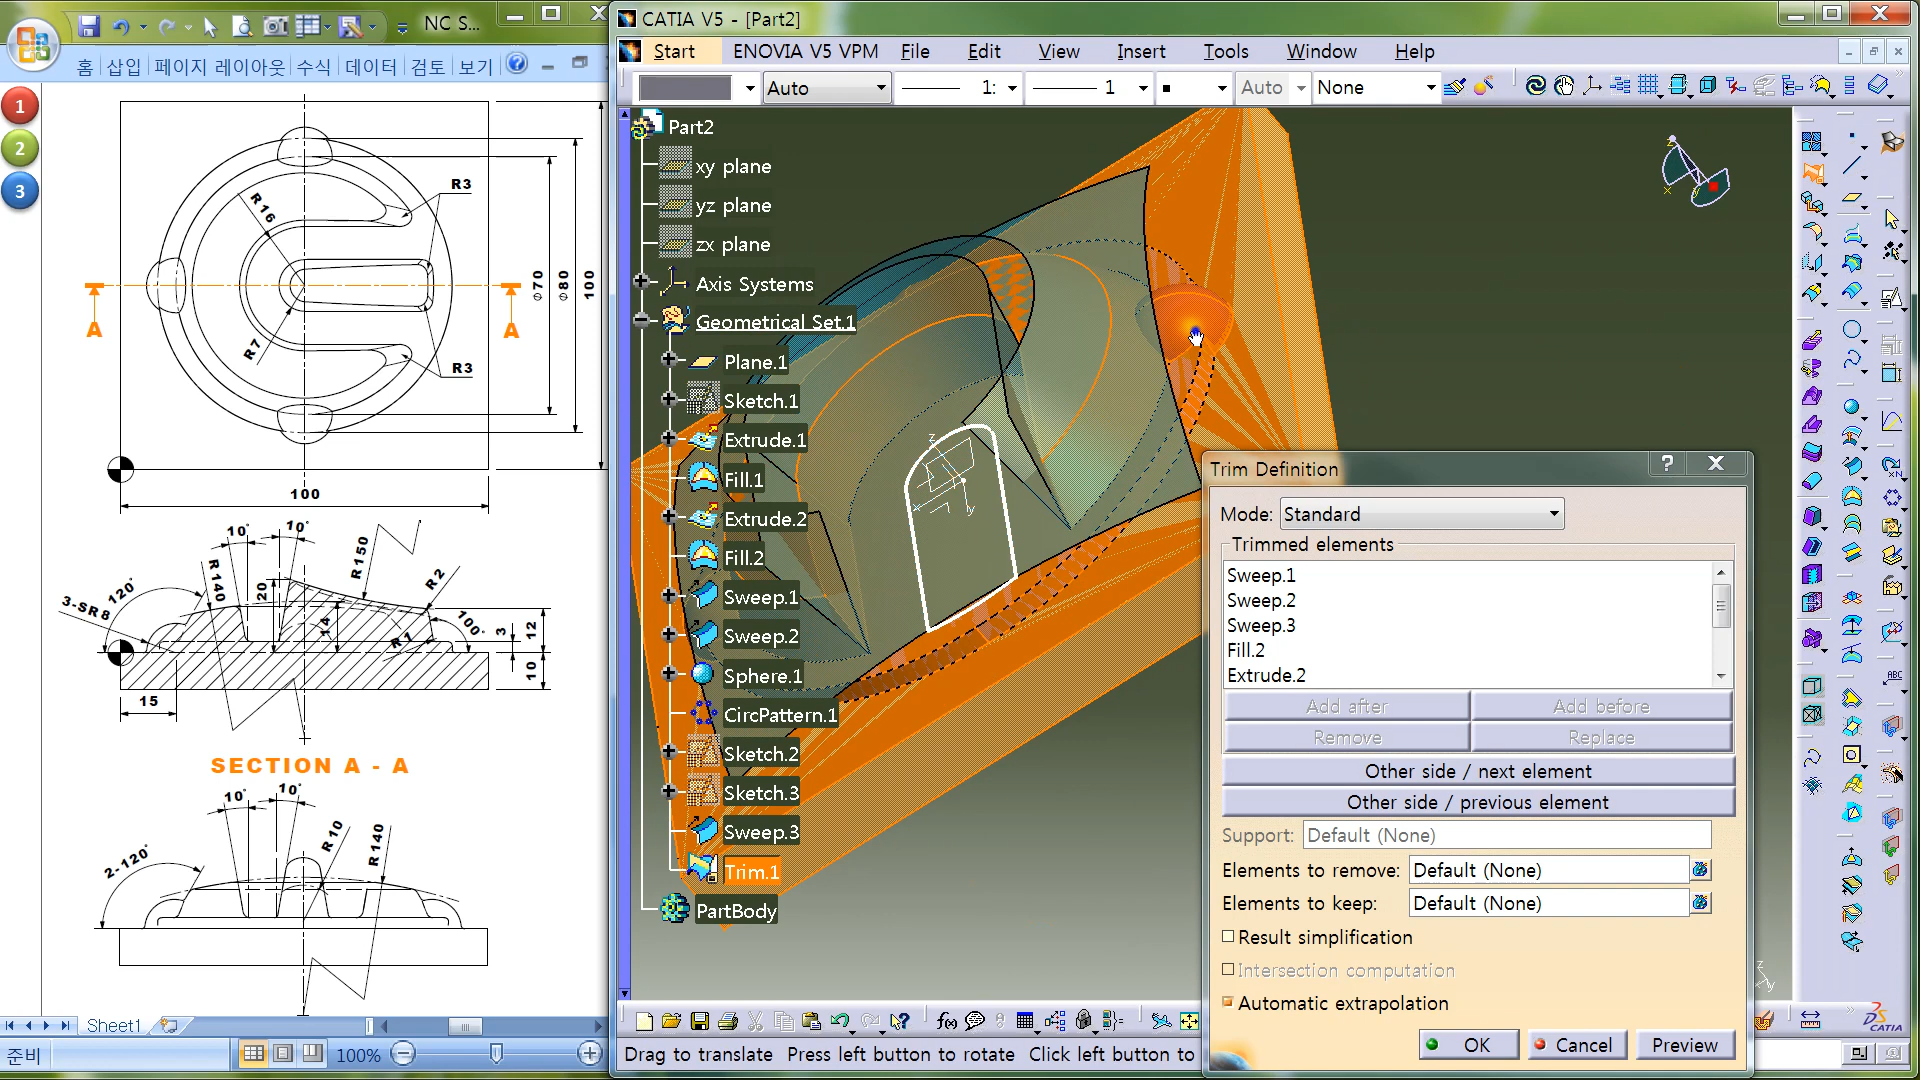 NC S...
홈 삽입 페이지 레이아웃 수식 데이터 검토 보기
1
2
3
R16
R3
R7
R3
A
A
Ø70
Ø80
100
100
10°
10°
R150
R2
120°
R140
20
14
R1
100°
3
12
10
3-SR8
15
SECTION A - A
10°
10°
R10
R140
2-120°
Sheet1
준비
100%
CATIA V5 - [Part2]
Start ENOVIA V5 VPM File Edit View Insert Tools Window Help
Auto 1: 1 Auto None
Part2
xy plane
yz plane
zx plane
Axis Systems
Geometrical Set.1
Plane.1
Sketch.1
Extrude.1
Fill.1
Extrude.2
Fill.2
Sweep.1
Sweep.2
Sphere.1
CircPattern.1
Sketch.2
Sketch.3
Sweep.3
Trim.1
PartBody
z
y
Trim Definition
Mode: Standard
Trimmed elements
Sweep.1
Sweep.2
Sweep.3
Fill.2
Extrude.2
Add after Add before
Remove Replace
Other side / next element
Other side / previous element
Support: Default (None)
Elements to remove: Default (None)
Elements to keep: Default (None)
Result simplification
Intersection computation
Automatic extrapolation
OK Cancel Preview
Drag to translate Press left button to rotate Click left button to
CATIA